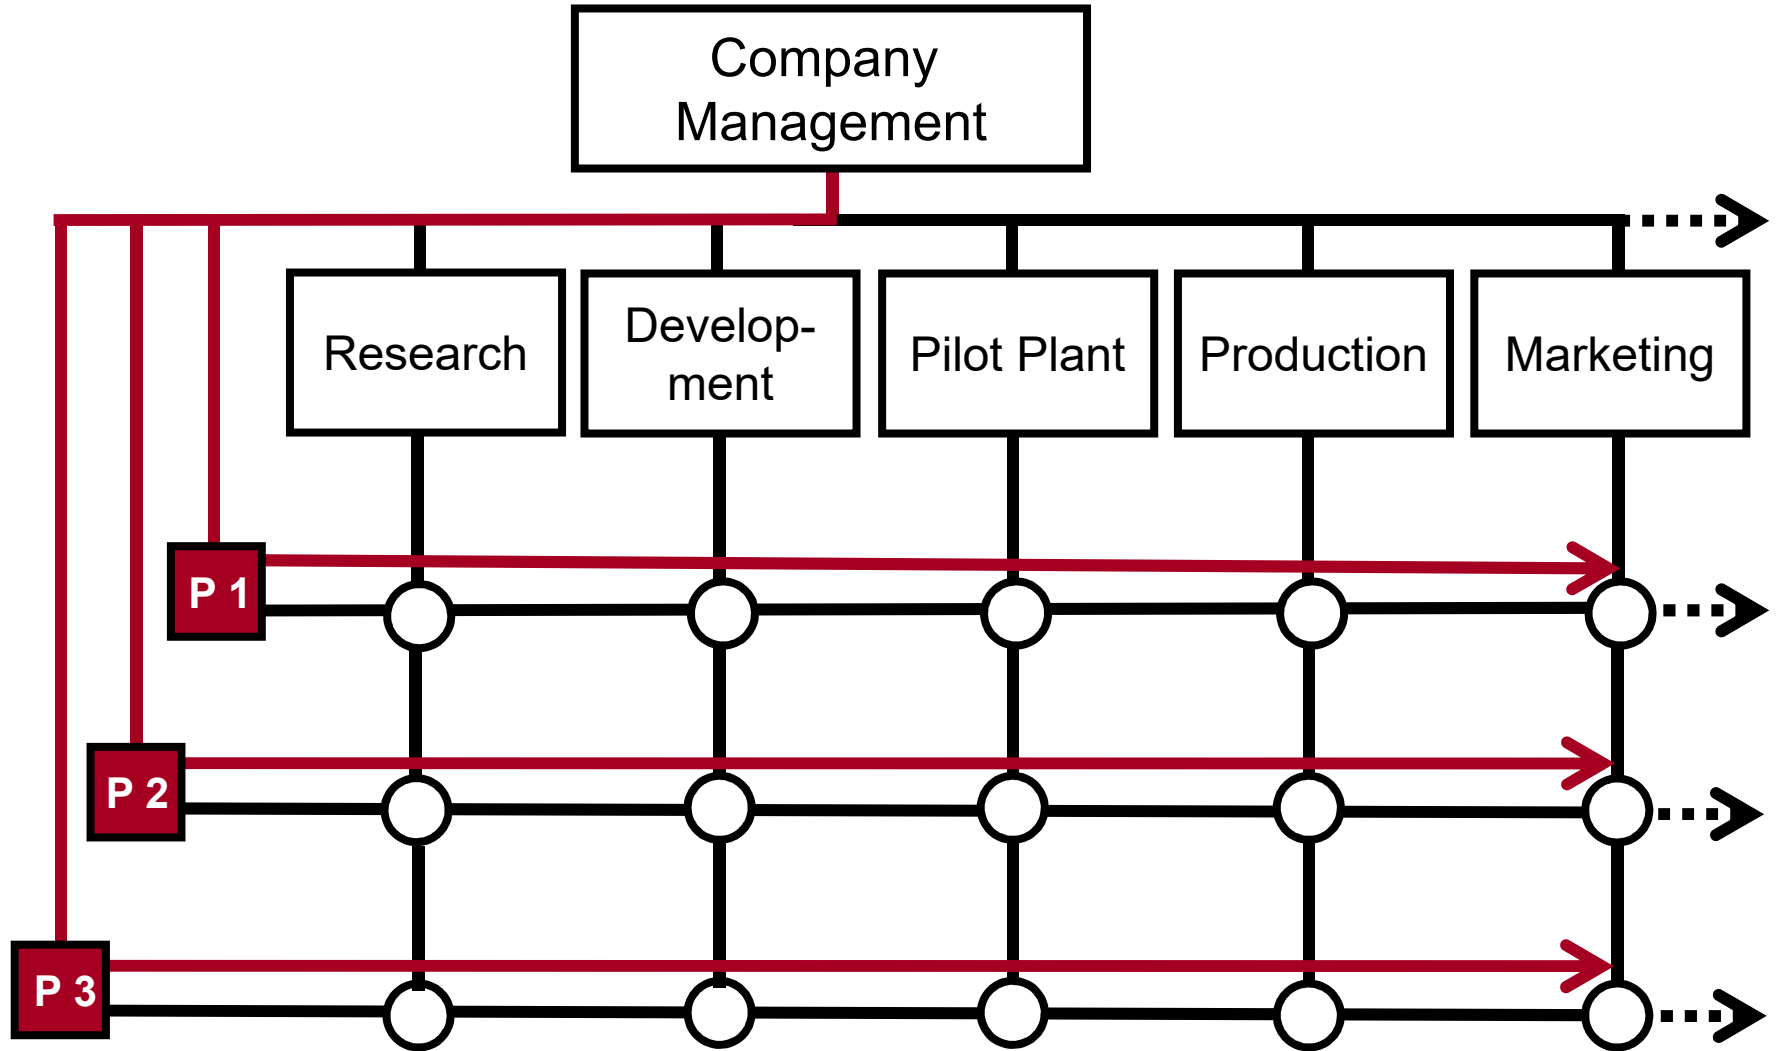 Company
Management
Research
Develop-
ment
Pilot Plant
Production
Marketing
P 1
P 2
P 3